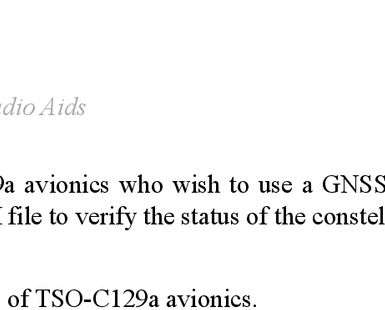 dio Aids
9a avionics who wish to use a GNSS
file to verify the status of the constel
of TSO-C129a avionics.